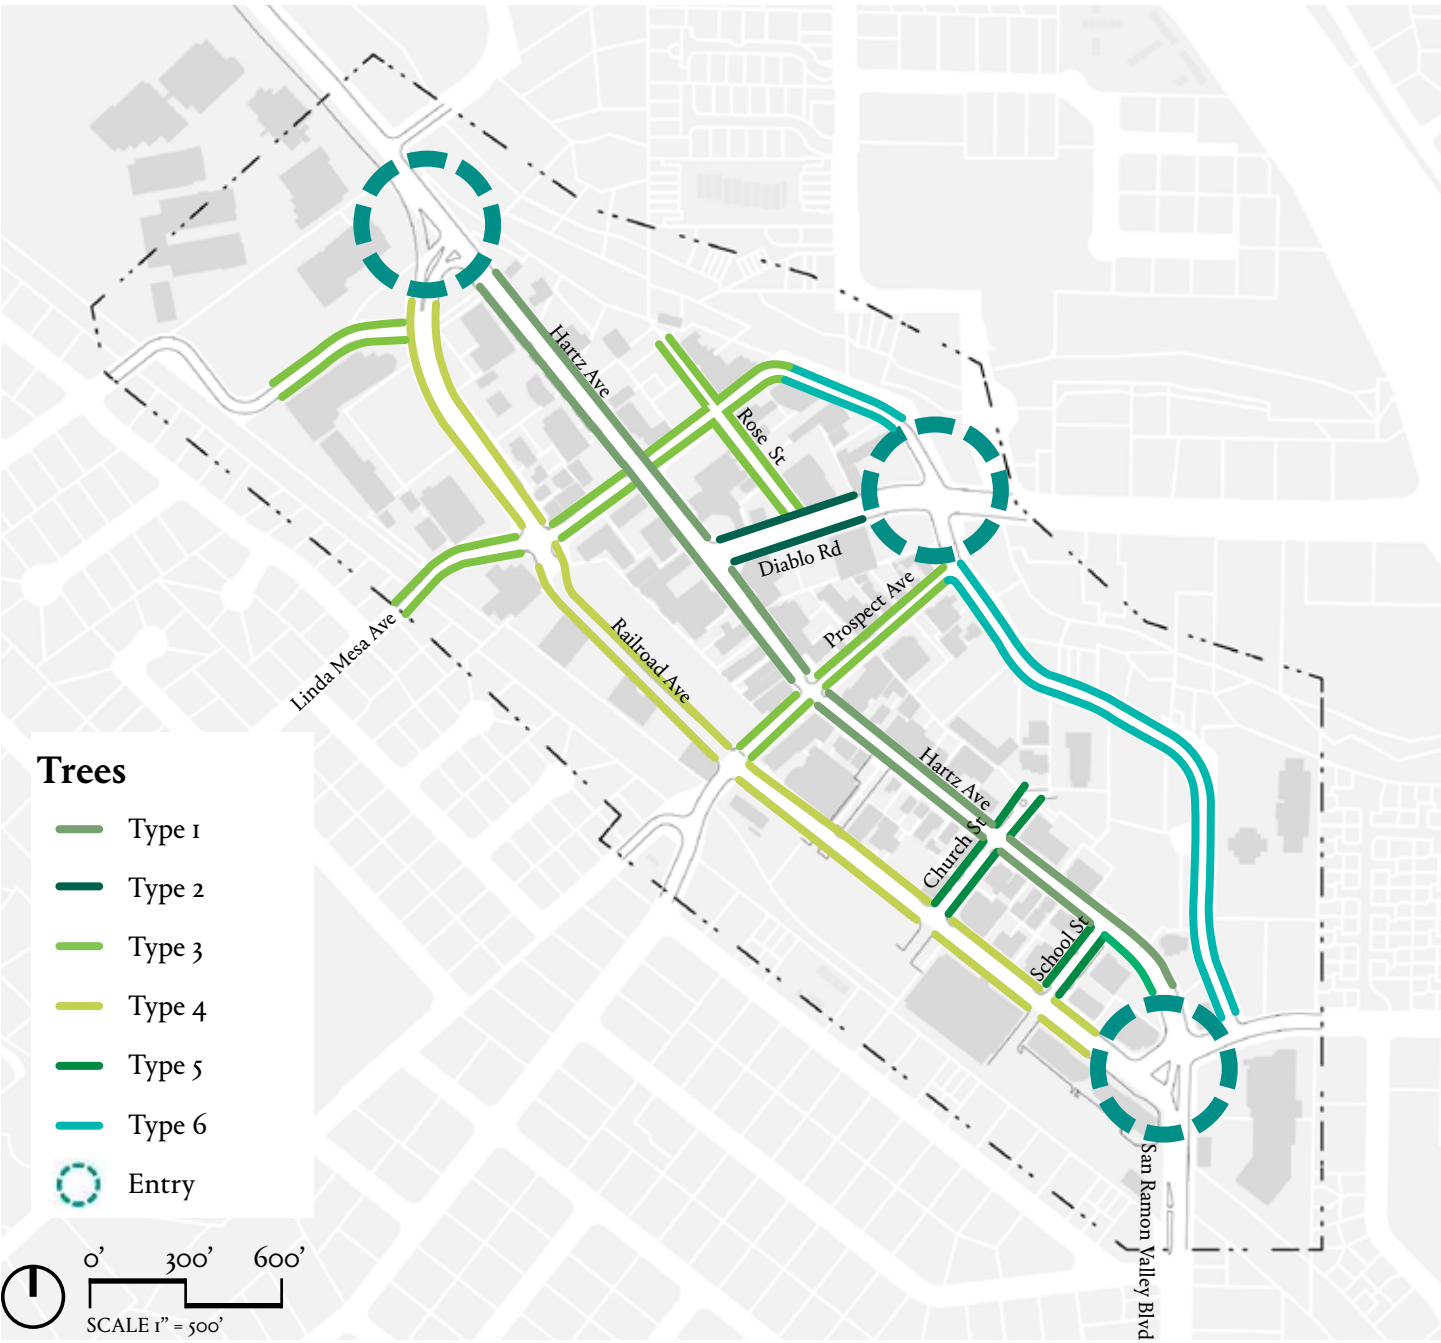 Hartz Ave
Rose St
Diablo Rd
Prospect Ave
Linda Mesa Ave
Railroad Ave
Hartz Ave
Church St
School St
San Ramon Valley Blvd
Trees
Type 1
Type 2
Type 3
Type 4
Type 5
Type 6
Entry
0’ 300’ 600’
SCALE 1” = 500’